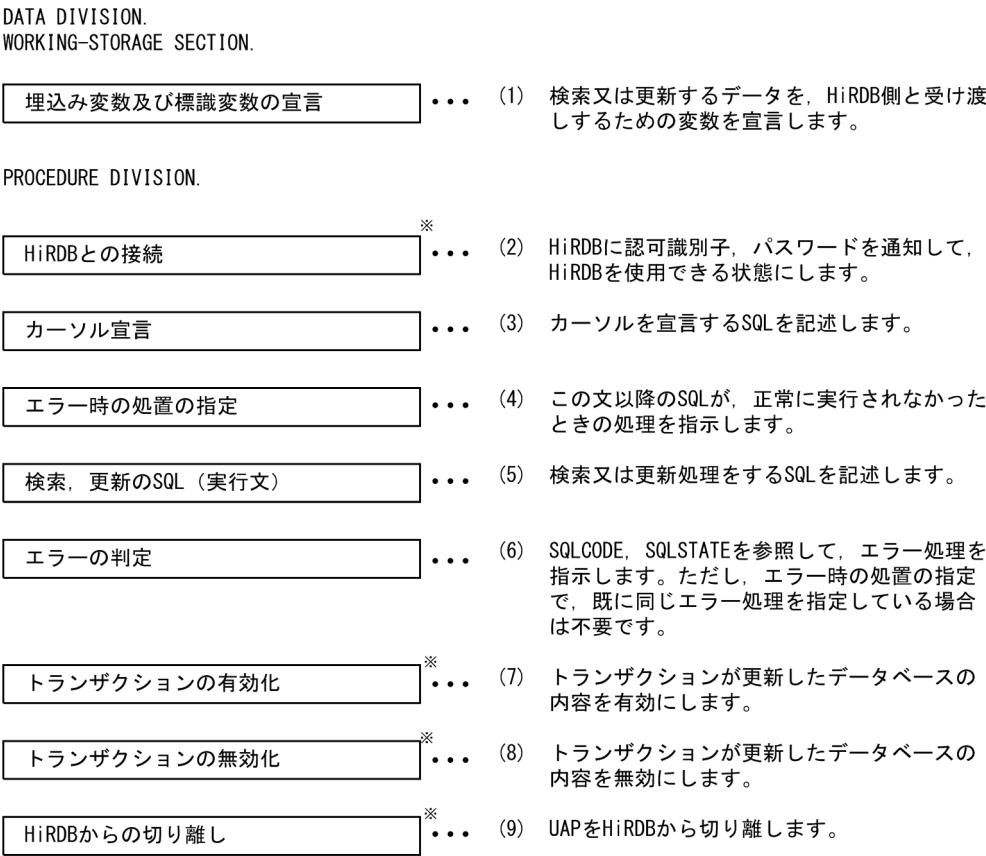 DATA DIVISION.
WORKING-STORAGE SECTION.
埋込み変数及び標識変数の宣言 ・・・ (1) 検索又は更新するデータを，HiRDB側と受け渡
しするための変数を宣言します。
PROCEDURE DIVISION.
※
HiRDBとの接続 ・・・ (2) HiRDBに認可識別子，パスワードを通知して，
HiRDBを使用できる状態にします。
カーソル宣言 ・・・ (3) カーソルを宣言するSQLを記述します。
エラー時の処置の指定 ・・・ (4) この文以降のSQLが，正常に実行されなかった
ときの処理を指示します。
検索，更新のSQL（実行文） ・・・ (5) 検索又は更新処理をするSQLを記述します。
エラーの判定 ・・・ (6) SQLCODE，SQLSTATEを参照して，エラー処理を
指示します。ただし，エラー時の処置の指定
で，既に同じエラー処理を指定している場合
は不要です。
※
トランザクションの有効化 ・・・ (7) トランザクションが更新したデータベースの
内容を有効にします。
※
トランザクションの無効化 ・・・ (8) トランザクションが更新したデータベースの
内容を無効にします。
※
HiRDBからの切り離し ・・・ (9) UAPをHiRDBから切り離します。